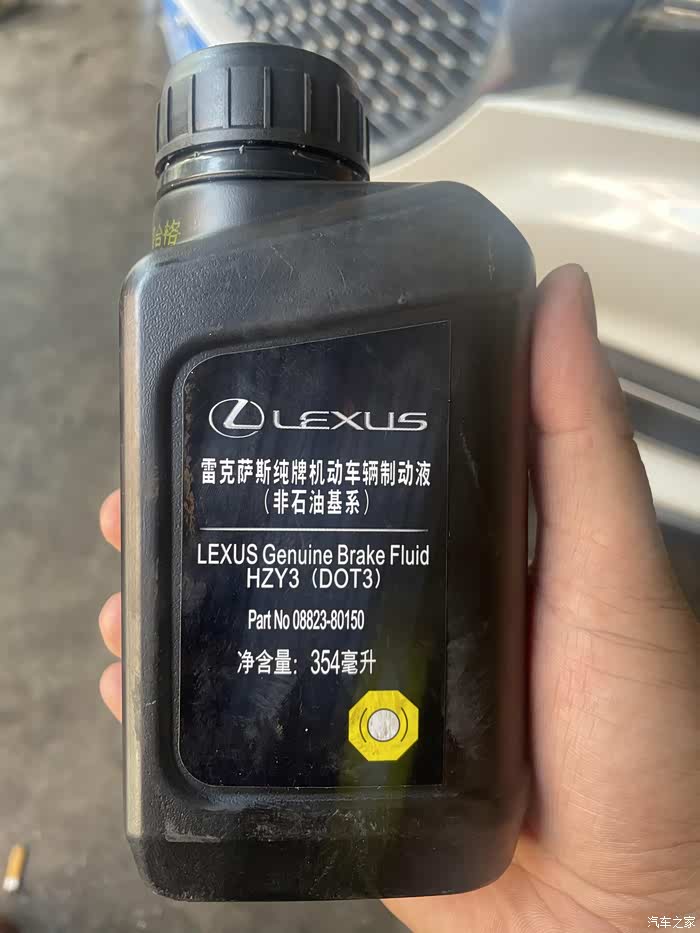 合格
LEXUS
雷克萨斯纯牌机动车辆制动液
（非石油基系）
LEXUS Genuine Brake Fluid
HZY3（DOT3）
Part No 08823-80150
净含量：354毫升
汽车之家